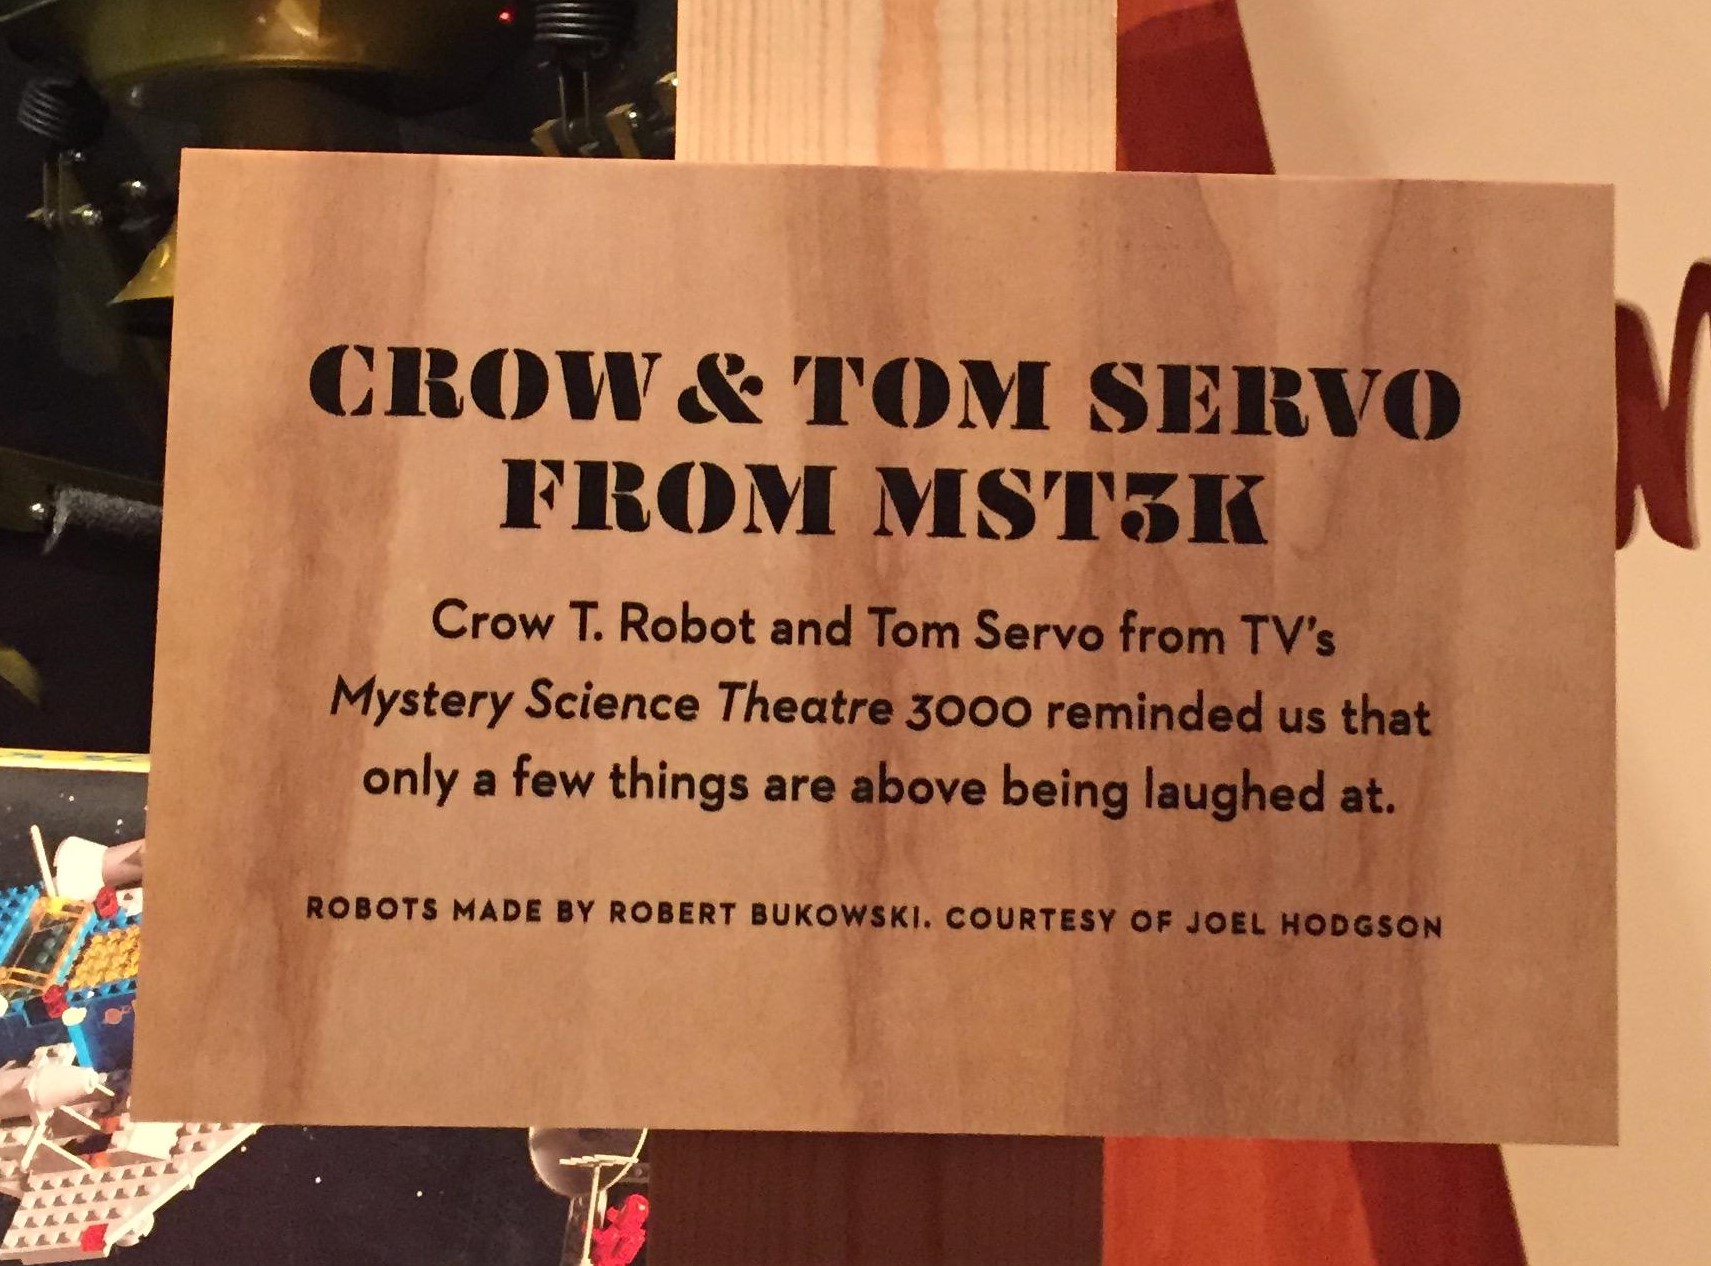 CROW & TOM SERVO
FROM MST3K
Crow T. Robot and Tom Servo from TV's
Mystery Science Theatre 3000 reminded us that
only a few things are above being laughed at.
ROBOTS MADE BY ROBERT BUKOWSKI. COURTESY OF JOEL HODGSON